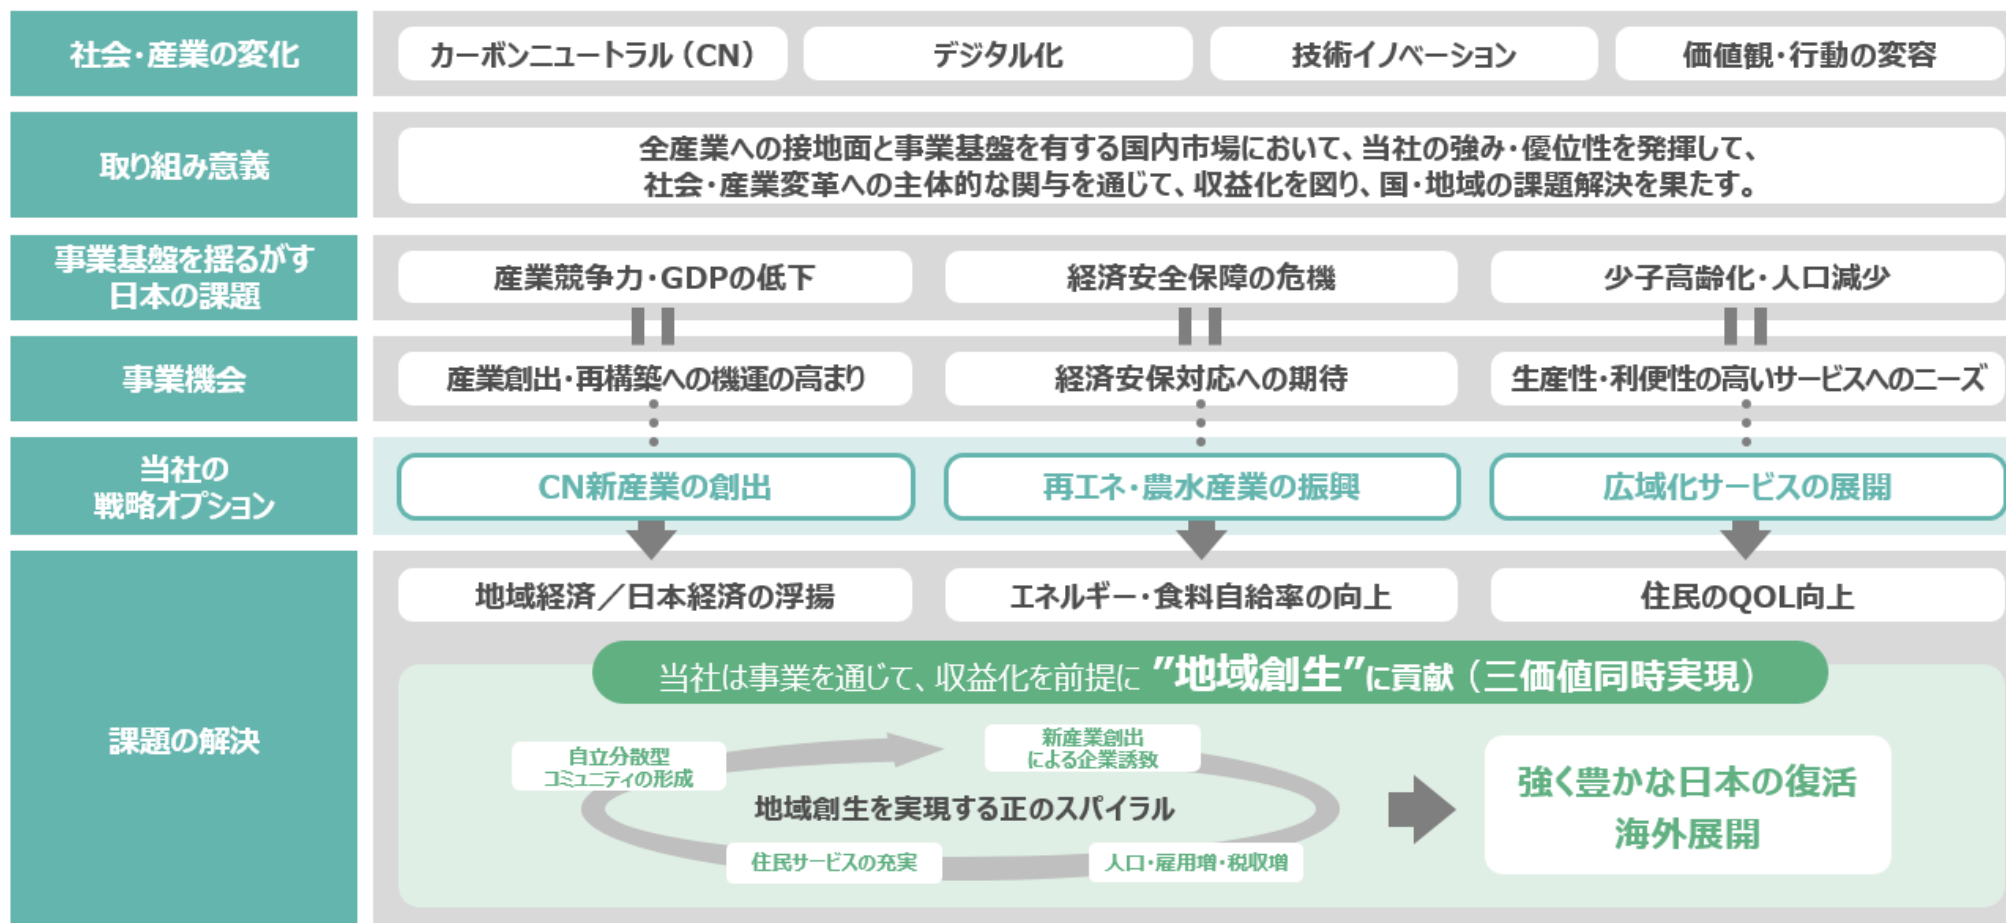 社会・産業の変化
カーボンニュートラル（CN）
デジタル化
技術イノベーション
価値観・行動の変容
取り組み意義
全産業への接地面と事業基盤を有する国内市場において、当社の強み・優位性を発揮して、
社会・産業変革への主体的な関与を通じて、収益化を図り、国・地域の課題解決を果たす。
事業基盤を揺るがす
日本の課題
産業競争力・GDPの低下
経済安全保障の危機
少子高齢化・人口減少
事業機会
産業創出・再構築への機運の高まり
経済安保対応への期待
生産性・利便性の高いサービスへのニーズ
当社の
戦略オプション
CN新産業の創出
再エネ・農水産業の振興
広域化サービスの展開
課題の解決
地域経済／日本経済の浮揚
エネルギー・食料自給率の向上
住民のQOL向上
当社は事業を通じて、収益化を前提に ”地域創生”に貢献（三価値同時実現）
自立分散型
コミュニティの形成
新産業創出
による企業誘致
地域創生を実現する正のスパイラル
住民サービスの充実
人口・雇用増・税収増
強く豊かな日本の復活
海外展開